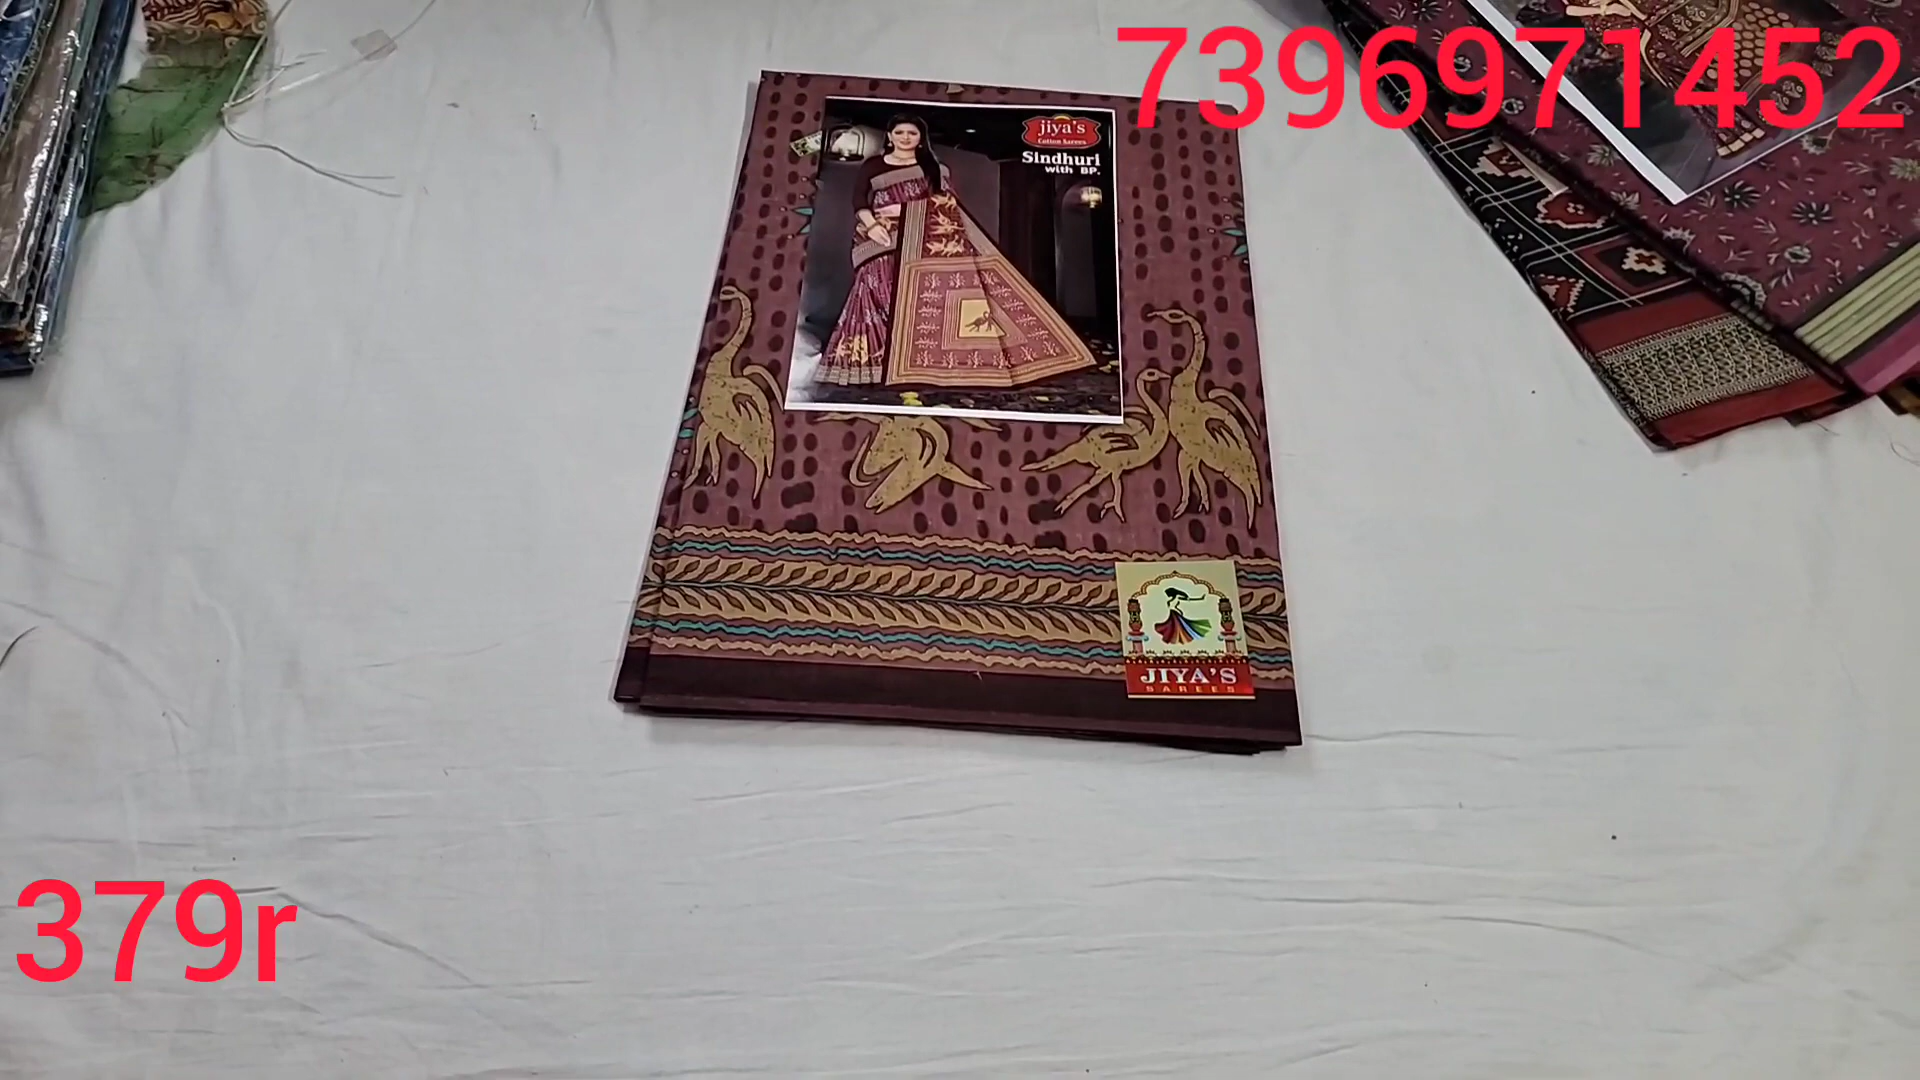 7396971452
jiya's
Cotton Sarees
Sindhuri
with BP.
JIYA'S
SAREES
379r